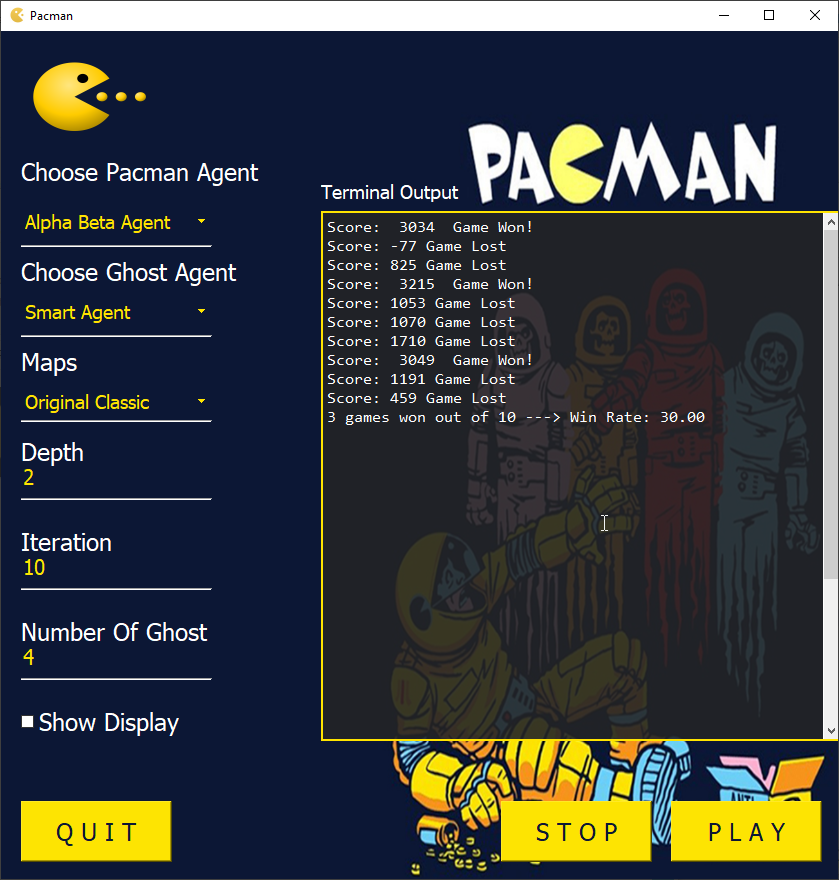 Pacman
PACMAN
Choose Pacman Agent
Alpha Beta Agent
Choose Ghost Agent
Smart Agent
Maps
Original Classic
Depth
2
Iteration
10
Number Of Ghost
4
Show Display
Terminal Output
Score:  3034  Game Won!
Score: -77 Game Lost
Score: 825 Game Lost
Score:  3215  Game Won!
Score: 1053 Game Lost
Score: 1070 Game Lost
Score: 1710 Game Lost
Score:  3049  Game Won!
Score: 1191 Game Lost
Score: 459 Game Lost
3 games won out of 10 ---> Win Rate: 30.00
ANTI
QUIT
STOP
PLAY